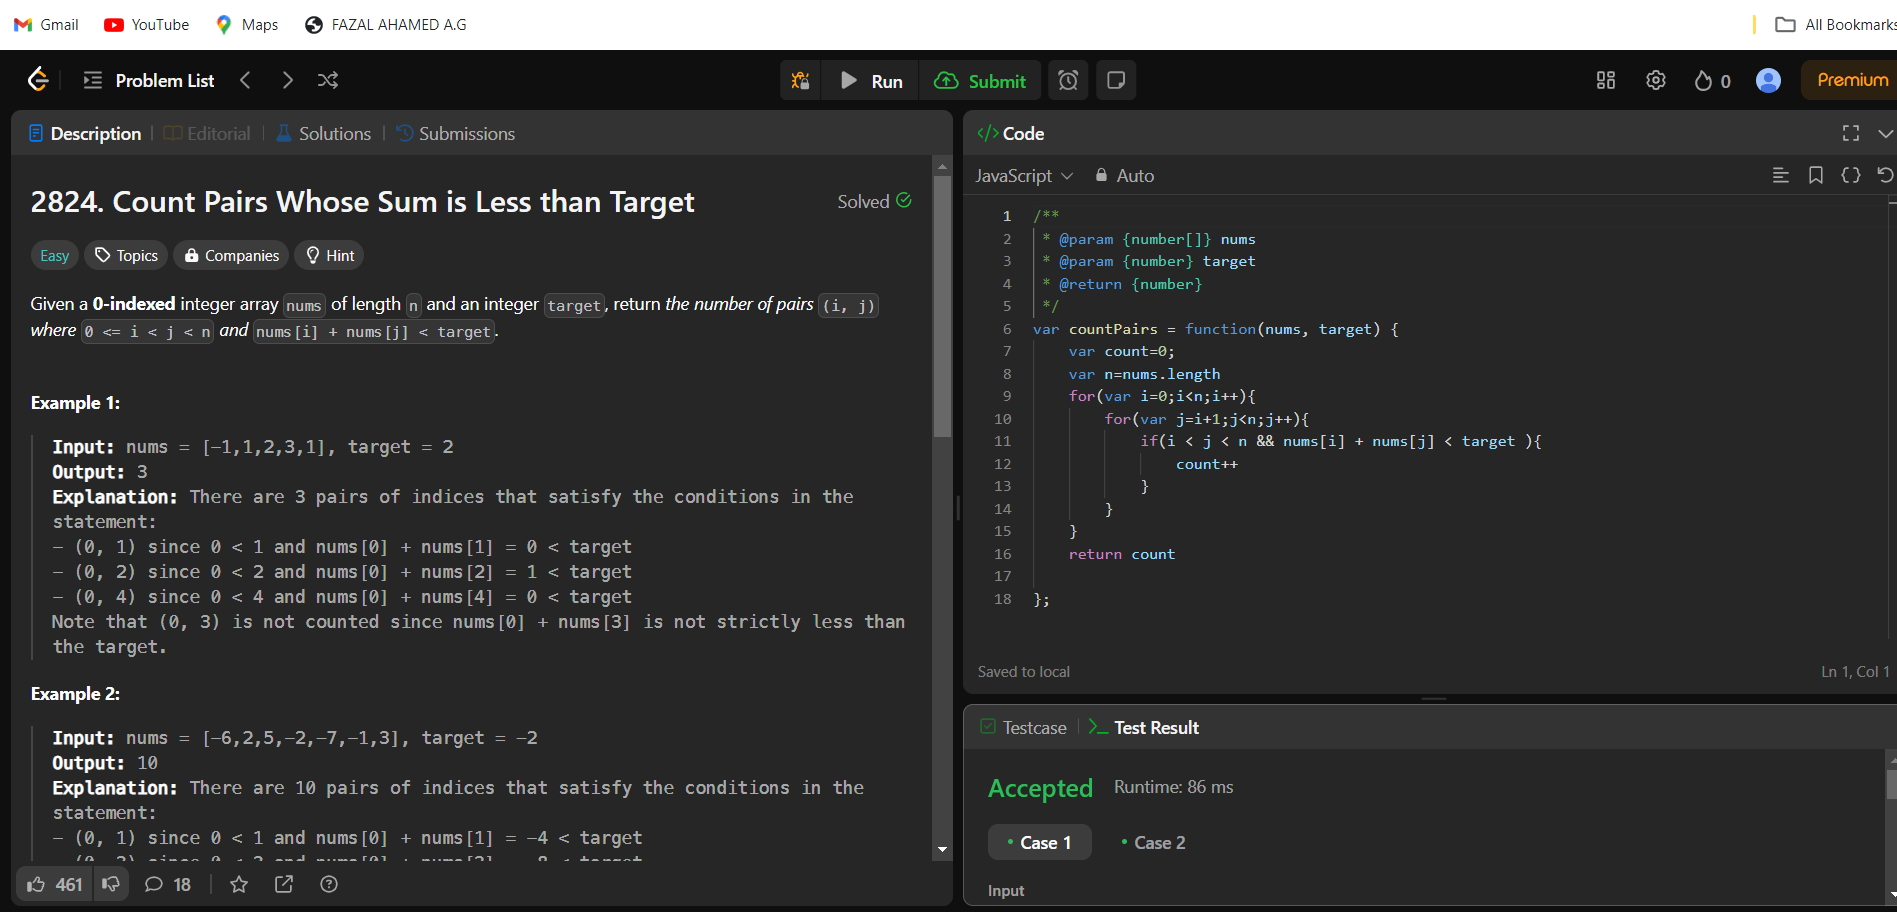 Gmail YouTube Maps FAZAL AHAMED A.G All Bookmarks
Problem List Run Submit 0 Premium
Description Editorial Solutions Submissions
2824. Count Pairs Whose Sum is Less than Target Solved
Easy Topics Companies Hint
Given a 0-indexed integer array nums of length n and an integer target, return the number of pairs (i, j)
where 0 <= i < j < n and nums[i] + nums[j] < target.
Example 1:
Input: nums = [-1,1,2,3,1], target = 2
Output: 3
Explanation: There are 3 pairs of indices that satisfy the conditions in the
statement:
- (0, 1) since 0 < 1 and nums[0] + nums[1] = 0 < target
- (0, 2) since 0 < 2 and nums[0] + nums[2] = 1 < target
- (0, 4) since 0 < 4 and nums[0] + nums[4] = 0 < target
Note that (0, 3) is not counted since nums[0] + nums[3] is not strictly less than
the target.
Example 2:
Input: nums = [-6,2,5,-2,-7,-1,3], target = -2
Output: 10
Explanation: There are 10 pairs of indices that satisfy the conditions in the
statement:
- (0, 1) since 0 < 1 and nums[0] + nums[1] = -4 < target
461 18
</> Code
JavaScript Auto
1 /**
2 * @param {number[]} nums
3 * @param {number} target
4 * @return {number}
5 */
6 var countPairs = function(nums, target) {
7 var count=0;
8 var n=nums.length
9 for(var i=0;i<n;i++){
10 for(var j=i+1;j<n;j++){
11 if(i < j < n && nums[i] + nums[j] < target ){
12 count++
13 }
14 }
15 }
16 return count
17
18 };
Saved to local Ln 1, Col 1
Testcase Test Result
Accepted Runtime: 86 ms
• Case 1 • Case 2
Input